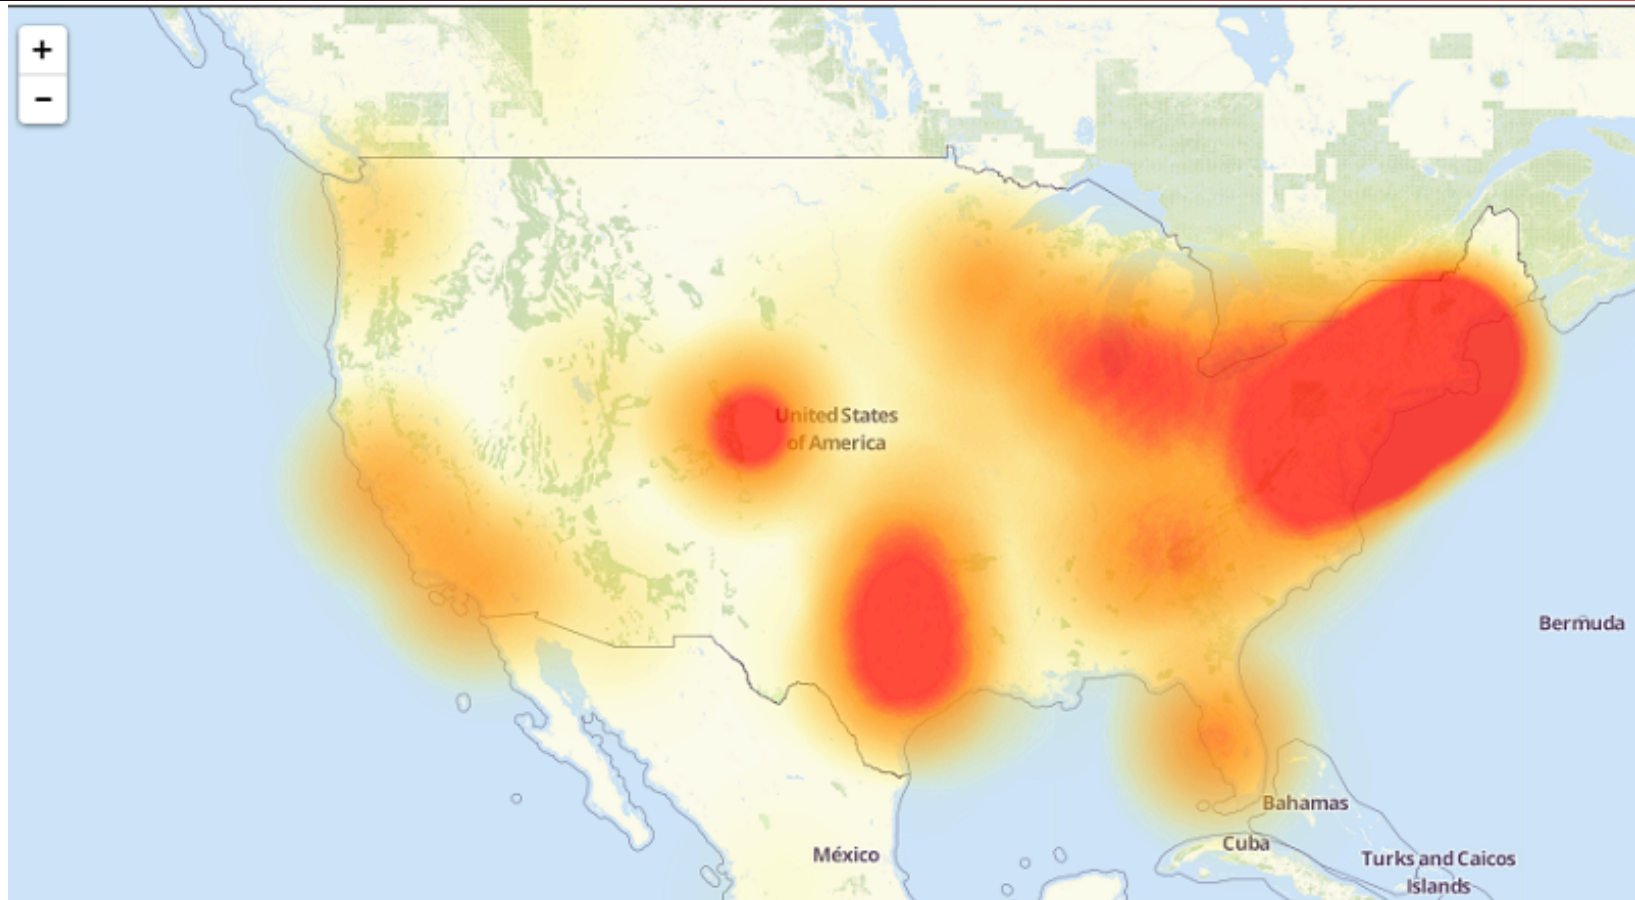 +
−
United States
of America
Bermuda
Bahamas
Cuba
México
Turks and Caicos
Islands